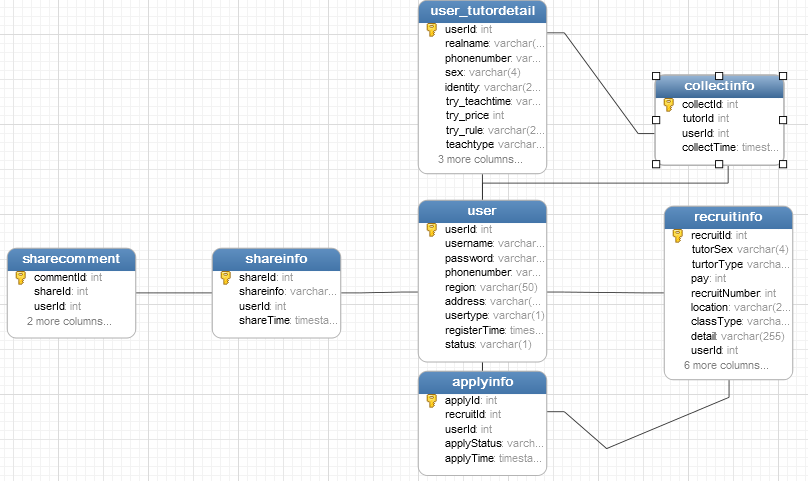 user_tutordetail
userId: int
realname: varchar(...
phonenumber: var...
sex: varchar(4)
identity: varchar(2...
try_teachtime: var...
try_price: int
try_rule: varchar(2...
teachtype: varchar...
3 more columns...
collectinfo
collectId: int
tutorId: int
userId: int
collectTime: timest...
user
userId: int
username: varchar...
password: varchar...
phonenumber: var...
region: varchar(50)
address: varchar(...
usertype: varchar(1)
registerTime: times...
status: varchar(1)
recruitinfo
recruitId: int
tutorSex: varchar(4)
turtorType: varcha...
pay: int
recruitNumber: int
location: varchar(2...
classType: varcha...
detail: varchar(255)
userId: int
6 more columns...
sharecomment
commentId: int
shareId: int
userId: int
2 more columns...
shareinfo
shareId: int
shareinfo: varchar...
userId: int
shareTime: timesta...
applyinfo
applyId: int
recruitId: int
userId: int
applyStatus: varch...
applyTime: timesta...